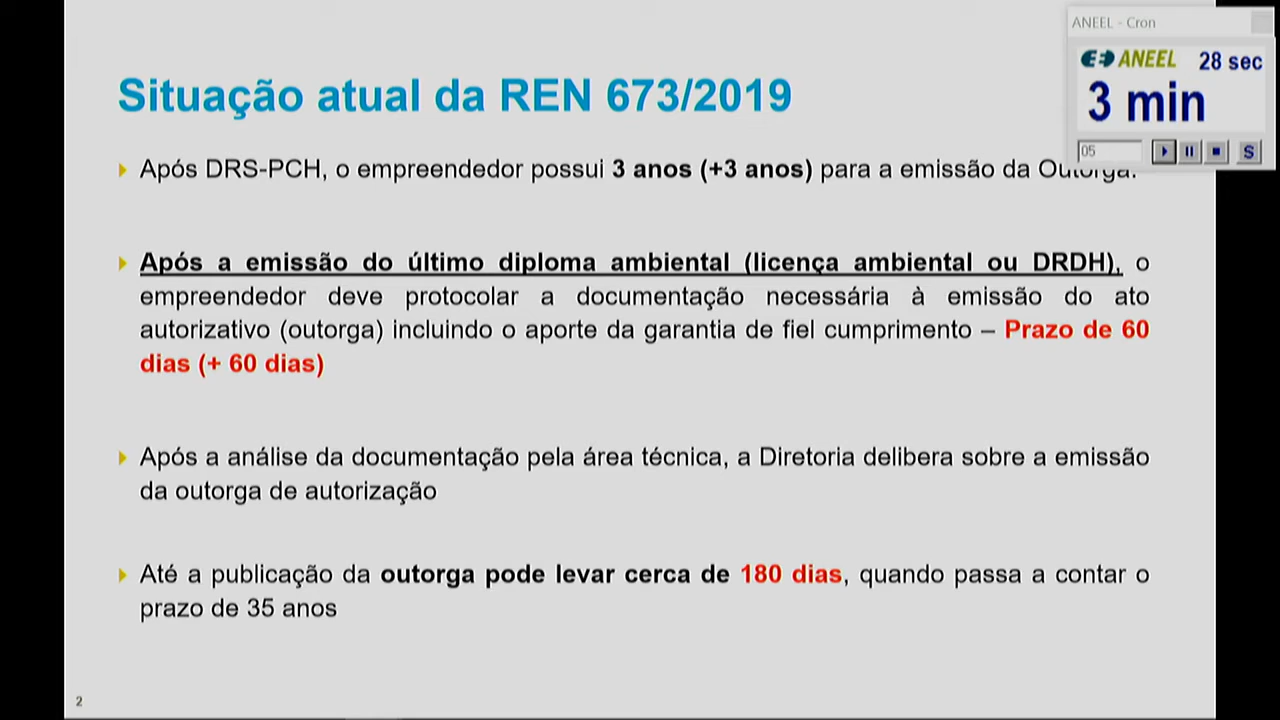 ANEEL - Cron
ANEEL 28 sec
3 min
05
S
Situação atual da REN 673/2019
Após DRS-PCH, o empreendedor possui 3 anos (+3 anos) para a emissão da Outorga.
Após a emissão do último diploma ambiental (licença ambiental ou DRDH), o
empreendedor deve protocolar a documentação necessária à emissão do ato
autorizativo (outorga) incluindo o aporte da garantia de fiel cumprimento – Prazo de 60
dias (+ 60 dias)
Após a análise da documentação pela área técnica, a Diretoria delibera sobre a emissão
da outorga de autorização
Até a publicação da outorga pode levar cerca de 180 dias, quando passa a contar o
prazo de 35 anos
2